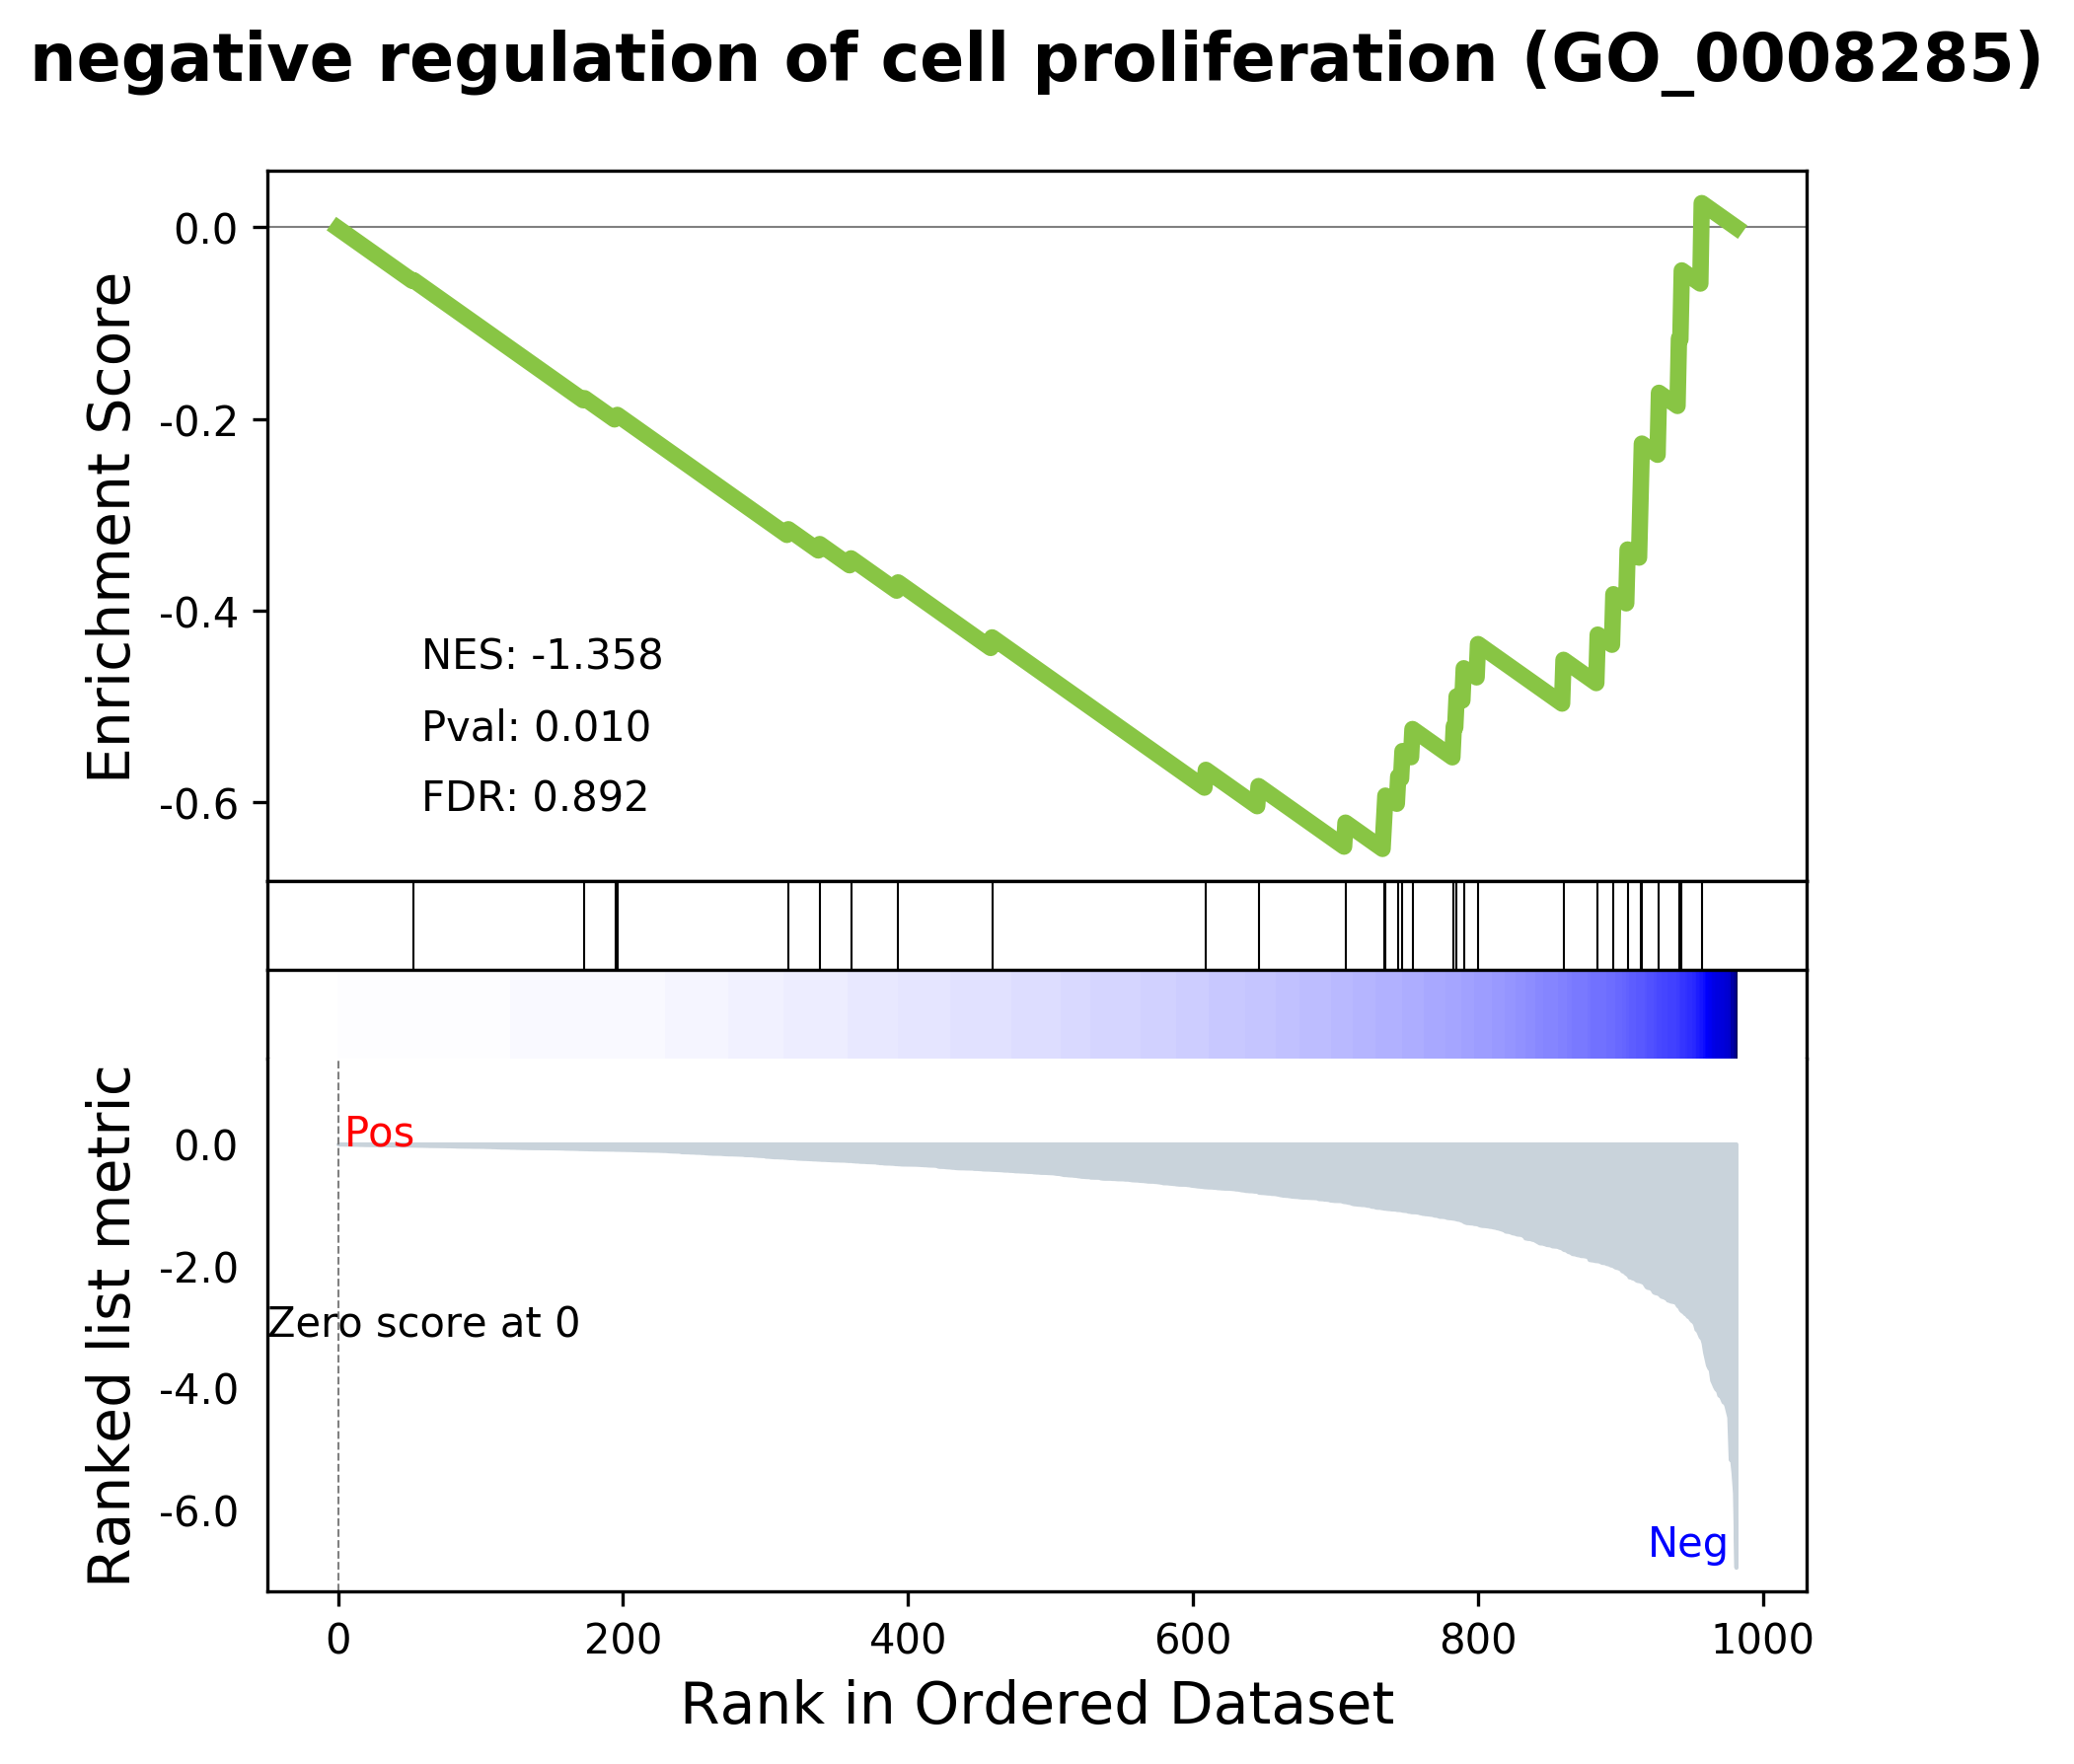 negative regulation of cell proliferation (GO_0008285)
Enrichment Score
0.0
-0.2
-0.4
-0.6
NES: -1.358
Pval: 0.010
FDR: 0.892
Ranked list metric
0.0
-2.0
-4.0
-6.0
Pos
Zero score at 0
Neg
0 200 400 600 800 1000
Rank in Ordered Dataset